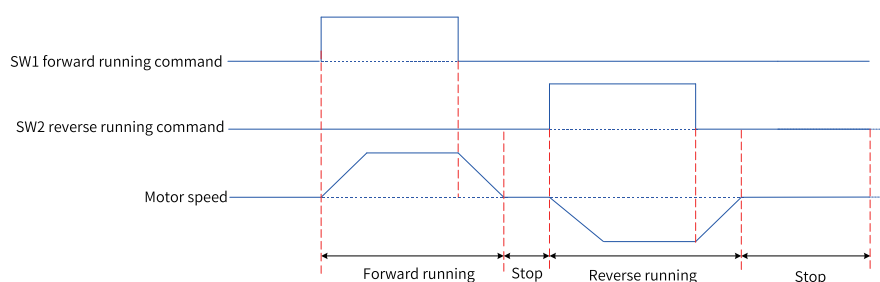 SW1 forward running command
SW2 reverse running command
Motor speed
Forward running
Stop
Reverse running
Stop